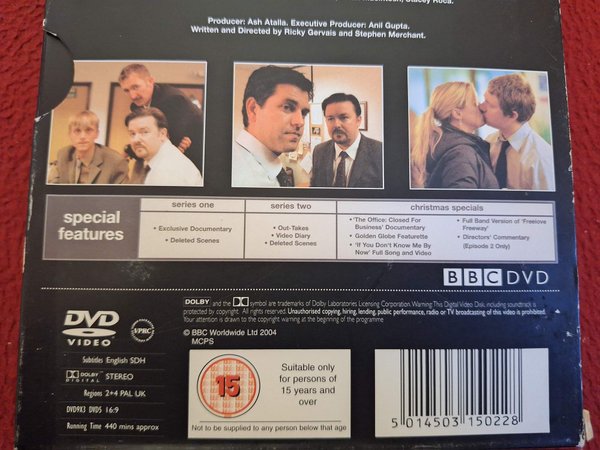 Stacey Roca.
Producer: Ash Atalla. Executive Producer: Anil Gupta.
Written and Directed by Ricky Gervais and Stephen Merchant.
special
features
series one
• Exclusive Documentary
• Deleted Scenes
series two
• Out-Takes
• Video Diary
• Deleted Scenes
christmas specials
• 'The Office: Closed For
Business' Documentary
• Golden Globe Featurette
• 'If You Don't Know Me By
Now' Full Song and Video
• Full Band Version of 'Freelove
Freeway'
• Directors' Commentary
(Episode 2 Only)
BBC DVD
DOLBY and the symbol are trademarks of Dolby Laboratories Licensing Corporation. Warning: This Digital Video Disk, including soundtrack is
protected by copyright. All rights reserved. Unauthorised copying, hiring, lending, public performance, radio or TV broadcasting of this video is prohibited.
Your attention is drawn to the copyright warning at the beginning of the programme
© BBC Worldwide Ltd 2004
MCPS
DVD
VIDEO
VPRC
Subtitles English SDH
DOLBY DIGITAL STEREO
Regions 2+4 PAL UK
DVD9X3 DVD5 16:9
Running Time 440 mins approx
15
Suitable only
for persons of
15 years and
over
Not to be supplied to any person below that age
5 014503 150228